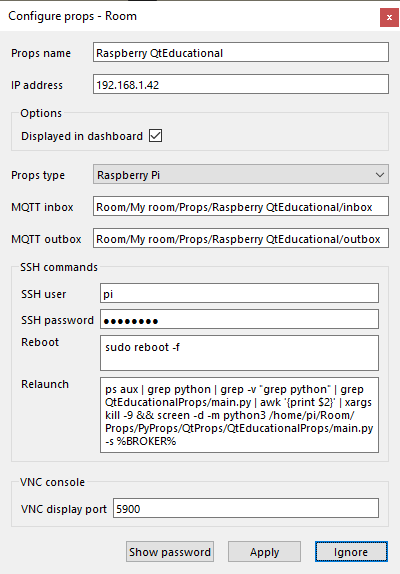 Configure props - Room
x
Props name Raspberry QtEducational
IP address 192.168.1.42
Options
Displayed in dashboard
Props type Raspberry Pi
MQTT inbox Room/My room/Props/Raspberry QtEducational/inbox
MQTT outbox Room/My room/Props/Raspberry QtEducational/outbox
SSH commands
SSH user pi
SSH password ●●●●●●●●
Reboot sudo reboot -f
Relaunch ps aux | grep python | grep -v "grep python" | grep
QtEducationalProps/main.py | awk '{print $2}' | xargs
kill -9 && screen -d -m python3 /home/pi/Room/
Props/PyProps/QtProps/QtEducationalProps/main.py
-s %BROKER%
VNC console
VNC display port 5900
Show password Apply Ignore